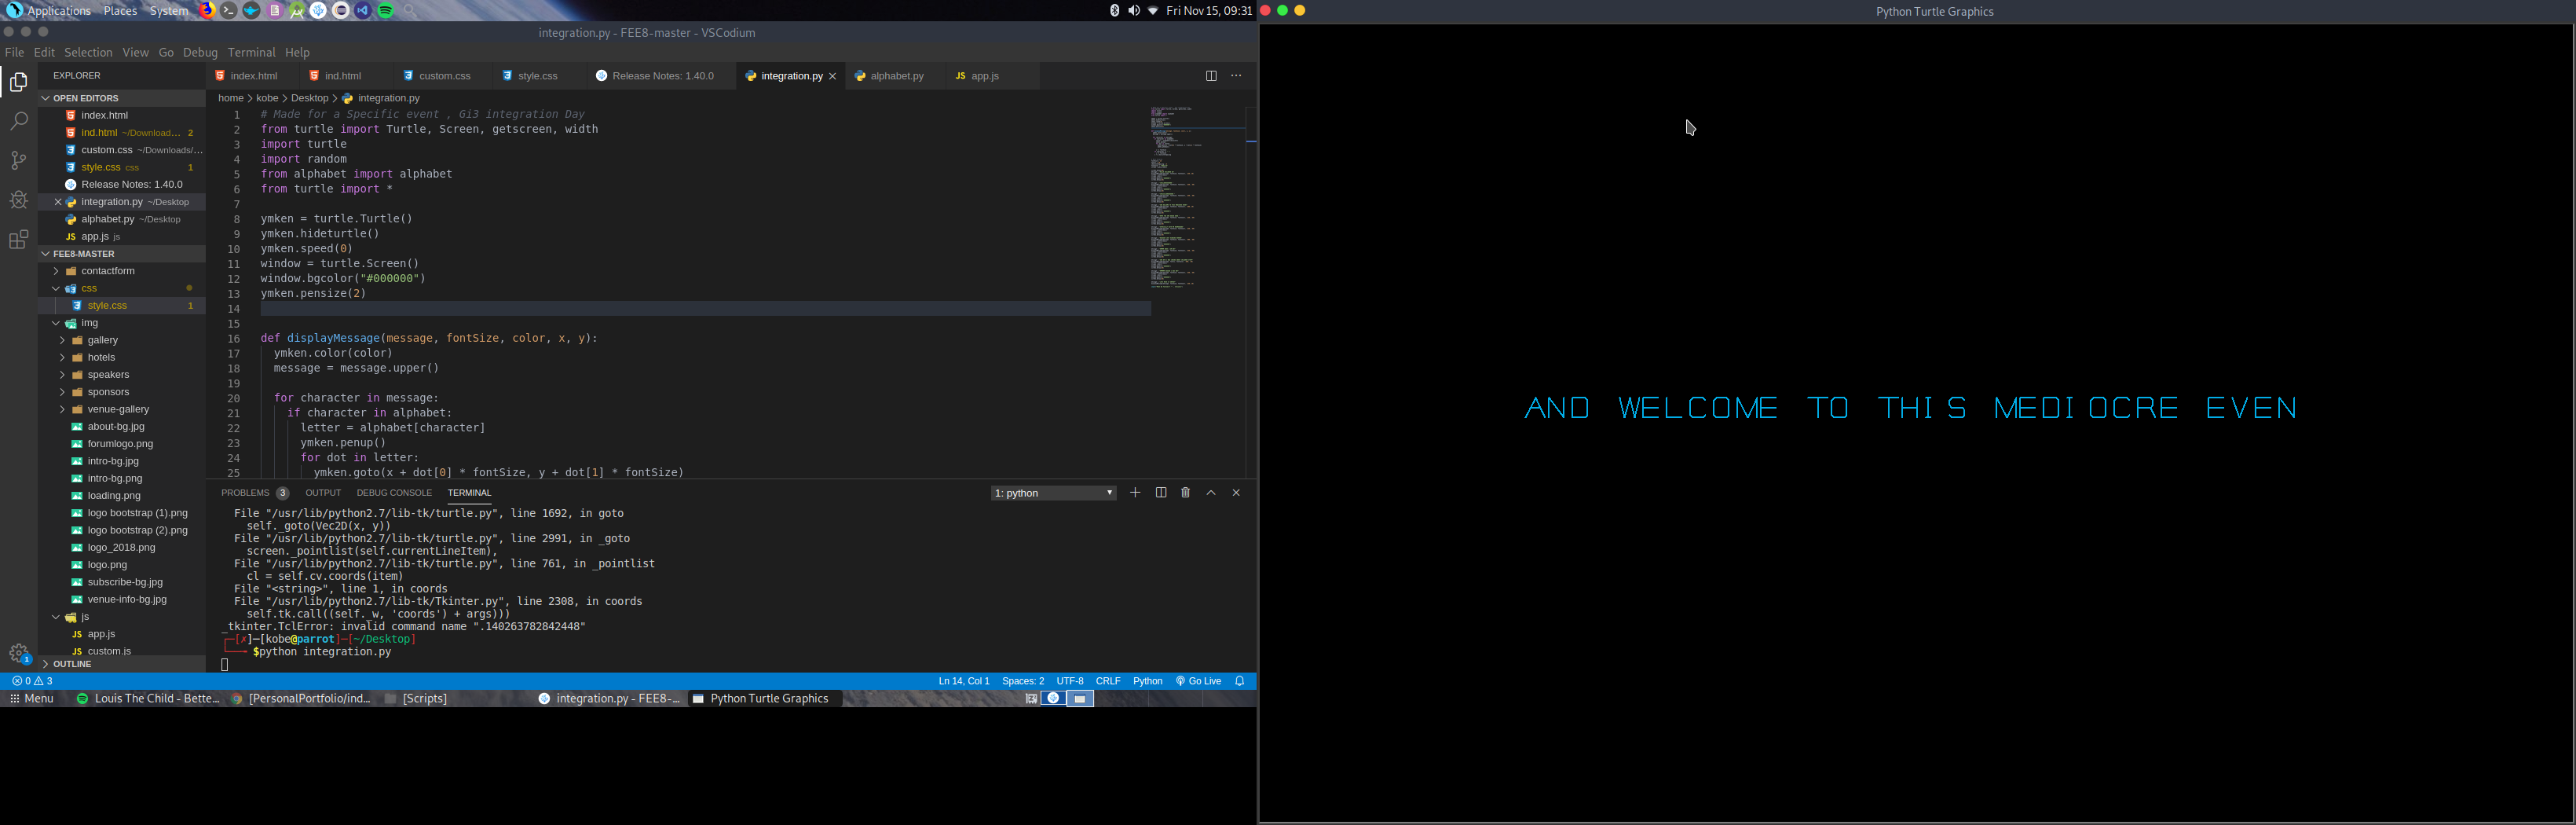 Applications Places System
Fri Nov 15, 09:31
integration.py - FEE8-master - VSCodium
File Edit Selection View Go Debug Terminal Help
EXPLORER
OPEN EDITORS
index.html
ind.html ~/Download... 2
custom.css ~/Downloads/...
style.css css 1
Release Notes: 1.40.0
integration.py ~/Desktop
alphabet.py ~/Desktop
JS app.js js
FEE8-MASTER
contactform
css
style.css 1
img
gallery
hotels
speakers
sponsors
venue-gallery
about-bg.jpg
forumlogo.png
intro-bg.jpg
intro-bg.png
loading.png
logo bootstrap (1).png
logo bootstrap (2).png
logo_2018.png
logo.png
subscribe-bg.jpg
venue-info-bg.jpg
js
JS app.js
JS custom.js
OUTLINE
index.html ind.html custom.css style.css Release Notes: 1.40.0 integration.py alphabet.py JS app.js
home > kobe > Desktop > integration.py
1 # Made for a Specific event , Gi3 integration Day
2 from turtle import Turtle, Screen, getscreen, width
3 import turtle
4 import random
5 from alphabet import alphabet
6 from turtle import *
7
8 ymken = turtle.Turtle()
9 ymken.hideturtle()
10 ymken.speed(0)
11 window = turtle.Screen()
12 window.bgcolor("#000000")
13 ymken.pensize(2)
14
15
16 def displayMessage(message, fontSize, color, x, y):
17 ymken.color(color)
18 message = message.upper()
19
20 for character in message:
21 if character in alphabet:
22 letter = alphabet[character]
23 ymken.penup()
24 for dot in letter:
25 ymken.goto(x + dot[0] * fontSize, y + dot[1] * fontSize)
PROBLEMS 3 OUTPUT DEBUG CONSOLE TERMINAL
1: python
File "/usr/lib/python2.7/lib-tk/turtle.py", line 1692, in goto
self._goto(Vec2D(x, y))
File "/usr/lib/python2.7/lib-tk/turtle.py", line 2991, in _goto
screen._pointlist(self.currentLineItem),
File "/usr/lib/python2.7/lib-tk/turtle.py", line 761, in _pointlist
cl = self.cv.coords(item)
File "<string>", line 1, in coords
File "/usr/lib/python2.7/lib-tk/Tkinter.py", line 2308, in coords
self.tk.call((self._w, 'coords') + args)))
_tkinter.TclError: invalid command name ".140263782842448"
[✗]─[kobe@parrot]─[~/Desktop]
$python integration.py
0 3
Ln 14, Col 1 Spaces: 2 UTF-8 CRLF Python Go Live
1
Menu Louis The Child - Bette... [PersonalPortfolio/ind... [Scripts] integration.py - FEE8-... Python Turtle Graphics
Python Turtle Graphics
AND WELCOME TO THIS MEDIOCRE EVEN